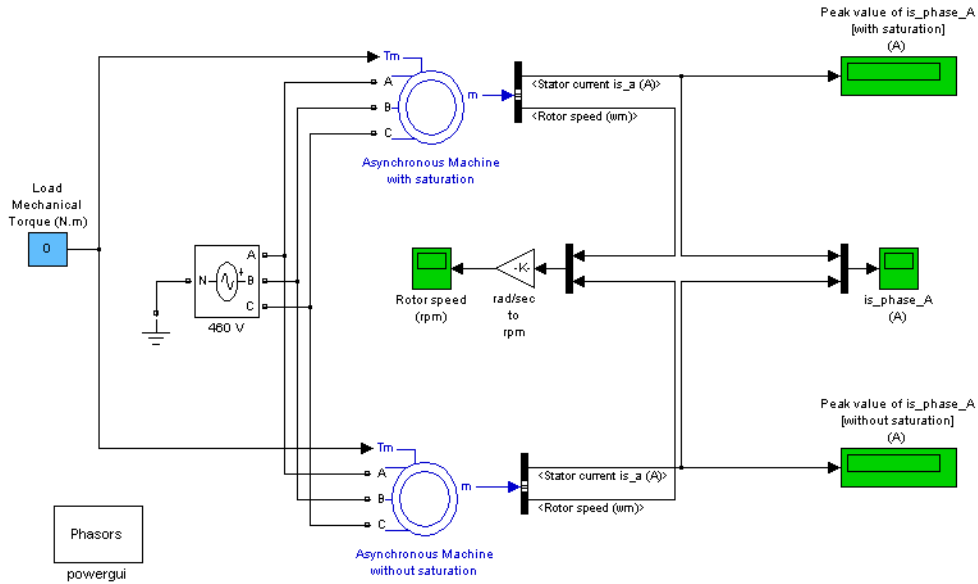 Peak value of is_phase_A
[with saturation]
(A)
Tm
A
B
C
m
<Stator current is_a (A)>
<Rotor speed (wm)>
Asynchronous Machine
with saturation
Load
Mechanical
Torque (N.m)
0
A
N
+
B
C
460 V
Rotor speed
(rpm)
-K-
rad/sec
to
rpm
is_phase_A
(A)
Peak value of is_phase_A
[without saturation]
(A)
Tm
A
B
C
m
<Stator current is_a (A)>
<Rotor speed (wm)>
Asynchronous Machine
without saturation
Phasors
powergui